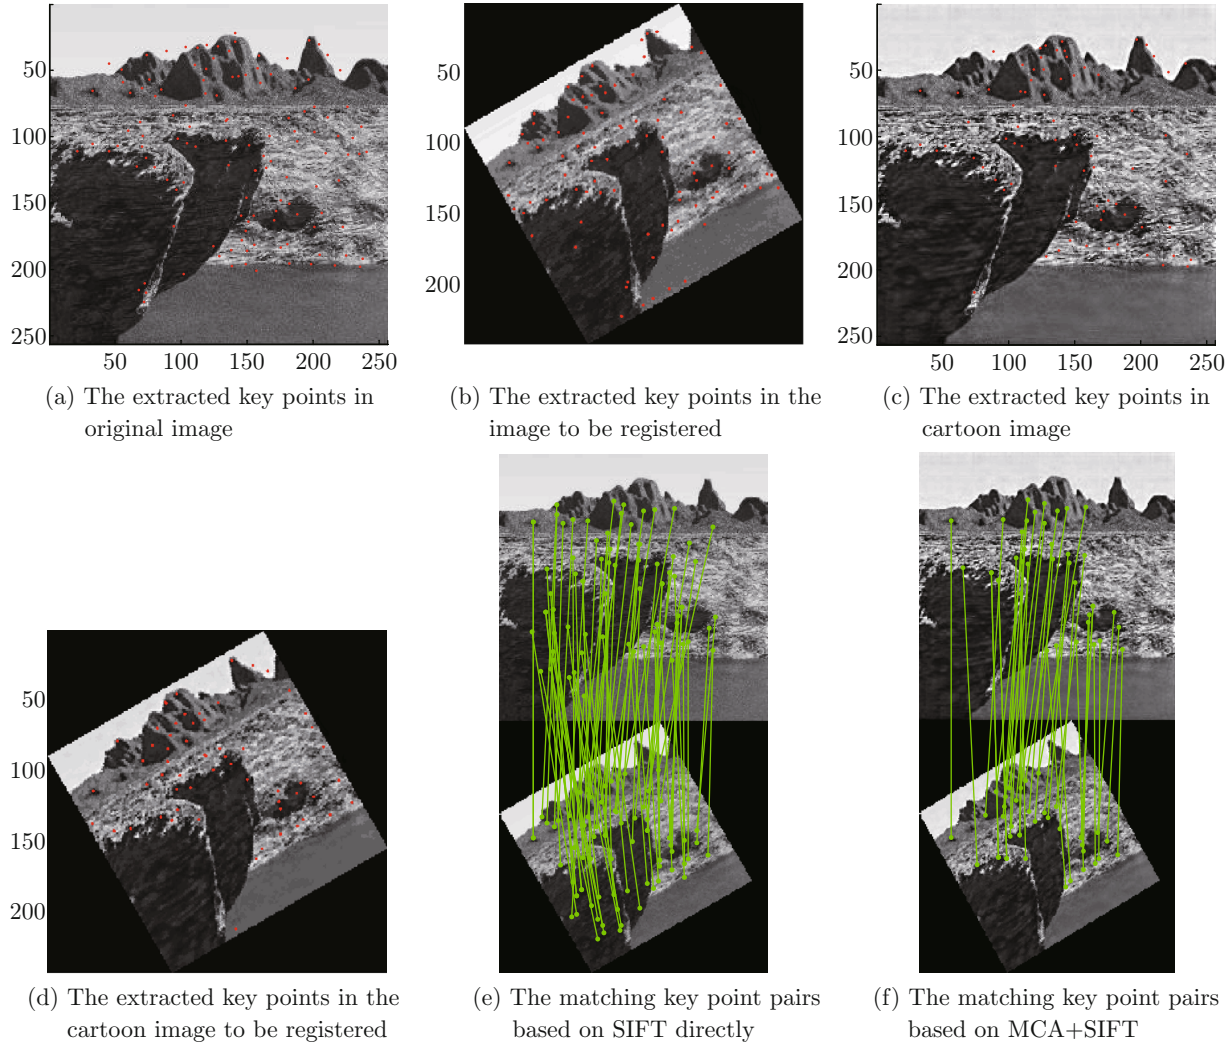 50
100
150
200
250
50 100 150 200 250
(a) The extracted key points in
original image
50
100
150
200
(b) The extracted key points in the
image to be registered
50
100
150
200
250
50 100 150 200 250
(c) The extracted key points in
cartoon image
50
100
150
200
(d) The extracted key points in the
cartoon image to be registered
(e) The matching key point pairs
based on SIFT directly
(f) The matching key point pairs
based on MCA+SIFT